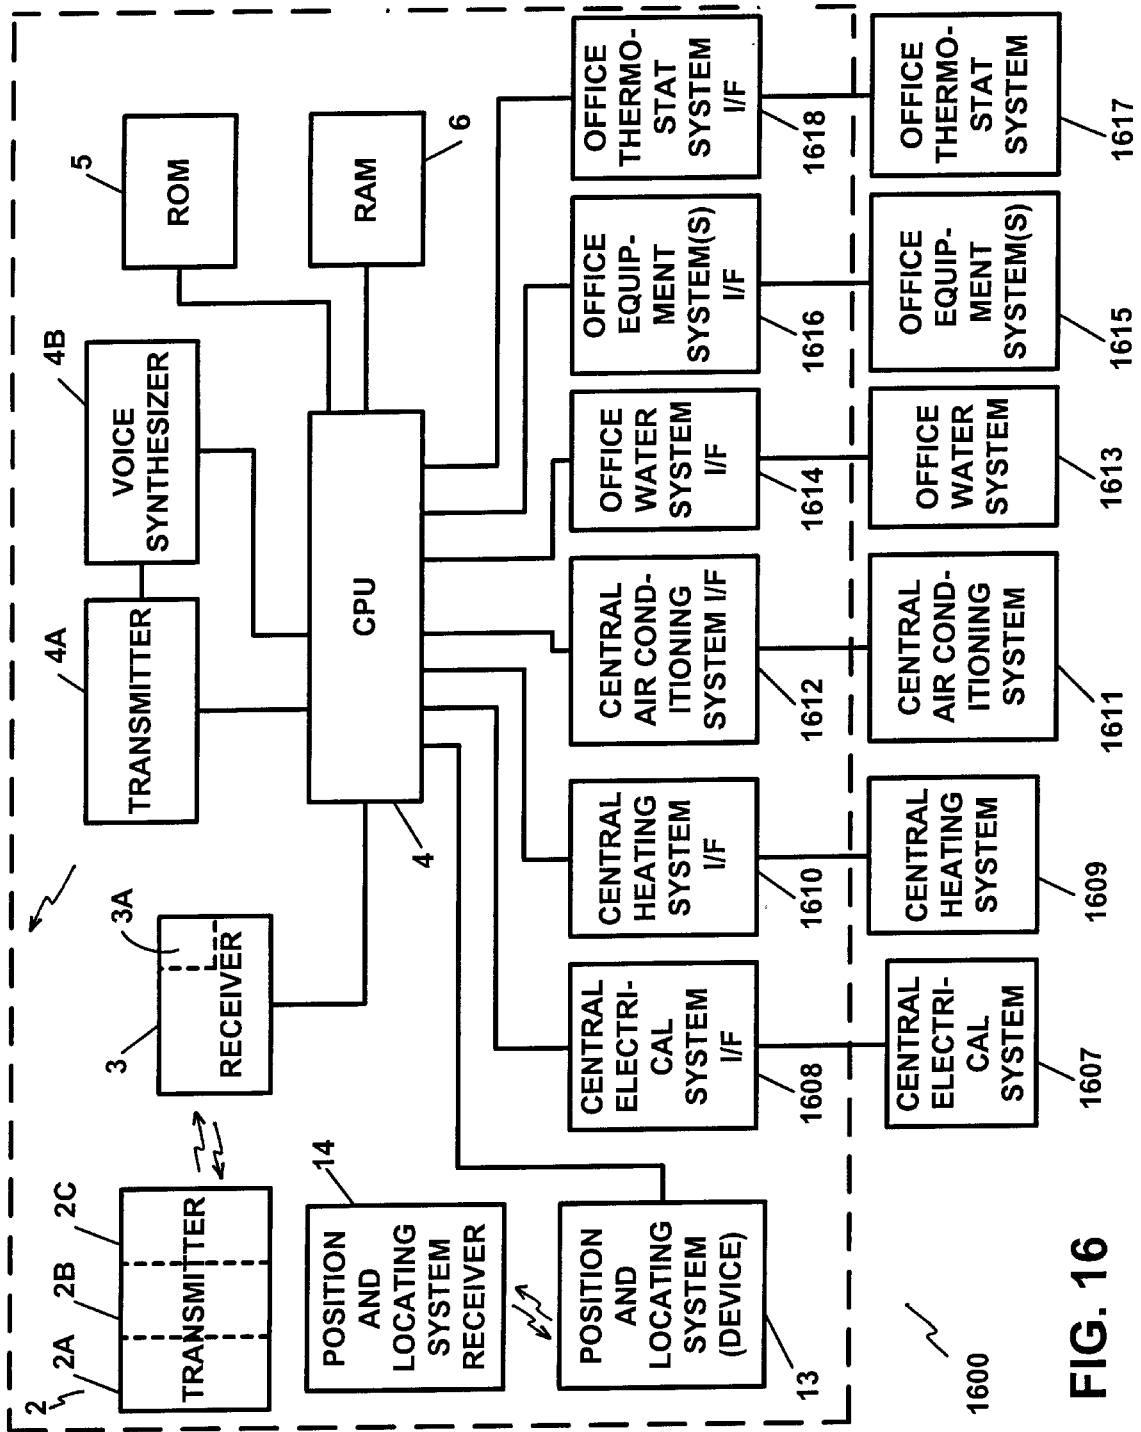 2
2A
2B
2C
TRANSMITTER
3
3A
RECEIVER
4A
TRANSMITTER
4B
VOICE
SYNTHESIZER
5
ROM
14
POSITION
AND
LOCATING
SYSTEM
RECEIVER
4
CPU
6
RAM
13
POSITION
AND
LOCATING
SYSTEM
(DEVICE)
CENTRAL
ELECTRI-
CAL
SYSTEM
I/F
1608
CENTRAL
HEATING
SYSTEM
I/F
1610
CENTRAL
AIR COND-
ITIONING
SYSTEM I/F
1612
OFFICE
WATER
SYSTEM
I/F
1614
OFFICE
EQUIP-
MENT
SYSTEM(S)
I/F
1616
OFFICE
THERMO-
STAT
SYSTEM
I/F
1618
CENTRAL
ELECTRI-
CAL
SYSTEM
1607
CENTRAL
HEATING
SYSTEM
1609
CENTRAL
AIR COND-
ITIONING
SYSTEM
1611
OFFICE
WATER
SYSTEM
1613
OFFICE
EQUIP-
MENT
SYSTEM(S)
1615
OFFICE
THERMO-
STAT
SYSTEM
1617
1600
FIG. 16